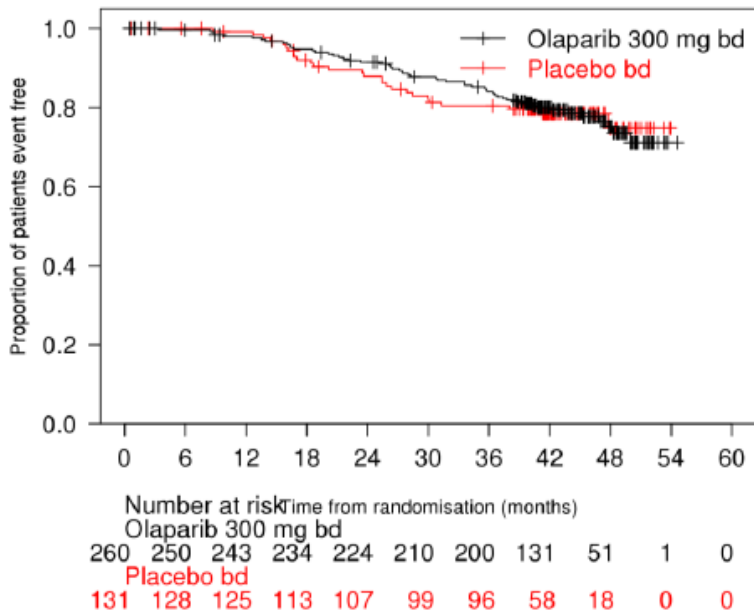 Proportion of patients event free
1.0
0.8
0.6
0.4
0.2
0.0
Olaparib 300 mg bd
Placebo bd
0 6 12 18 24 30 36 42 48 54 60
Number at risk
Time from randomisation (months)
Olaparib 300 mg bd
260 250 243 234 224 210 200 131 51 1 0
Placebo bd
131 128 125 113 107 99 96 58 18 0 0